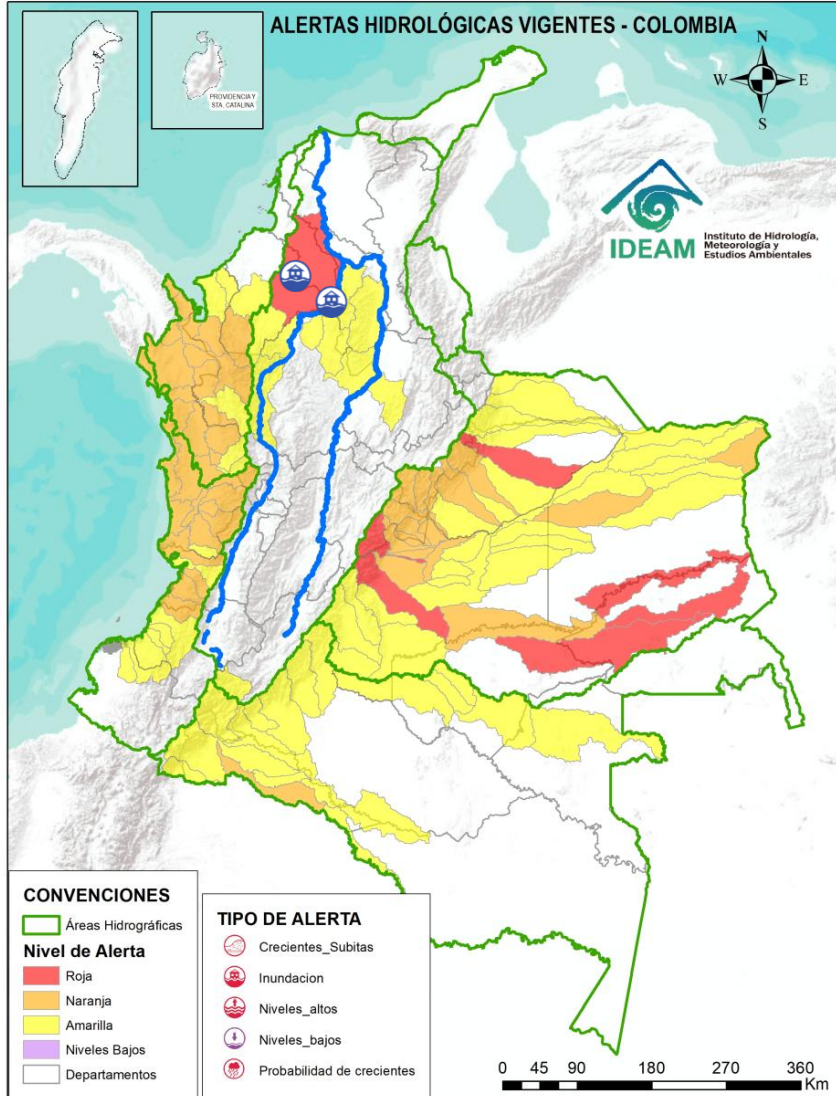 ALERTAS HIDROLÓGICAS VIGENTES - COLOMBIA
PROVIDENCIA Y
STA. CATALINA
N
W
E
S
IDEAM
Instituto de Hidrología,
Meteorología y
Estudios Ambientales
CONVENCIONES
Áreas Hidrográficas
Nivel de Alerta
Roja
Naranja
Amarilla
Niveles Bajos
Departamentos
TIPO DE ALERTA
Crecientes_Subitas
Inundacion
Niveles_altos
Niveles_bajos
Probabilidad de crecientes
0 45 90 180 270 360
Km